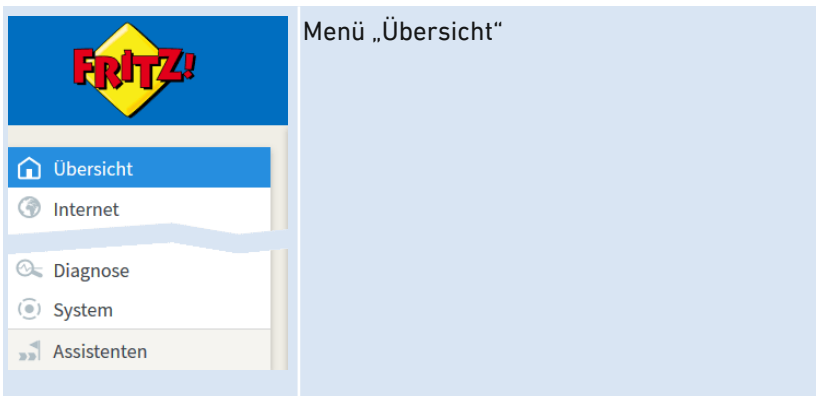 FRITZ!
Menü „Übersicht“
Übersicht
Internet
Diagnose
System
Assistenten